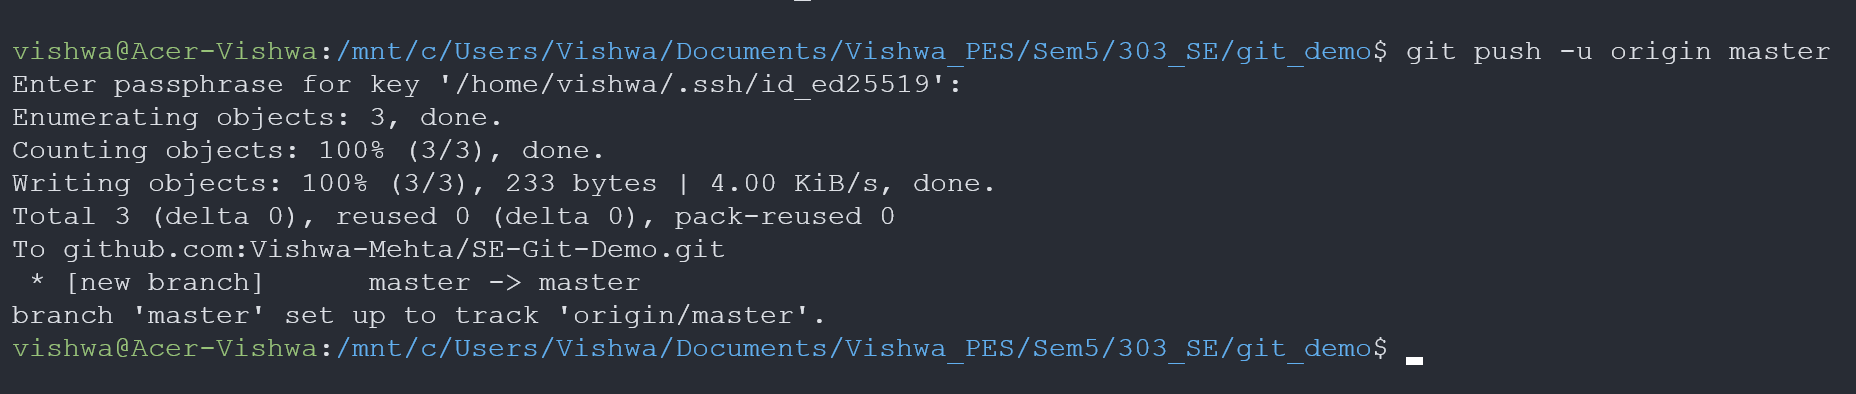 vishwa@Acer-Vishwa:/mnt/c/Users/Vishwa/Documents/Vishwa_PES/Sem5/303_SE/git_demo$ git push -u origin master
Enter passphrase for key '/home/vishwa/.ssh/id_ed25519':
Enumerating objects: 3, done.
Counting objects: 100% (3/3), done.
Writing objects: 100% (3/3), 233 bytes | 4.00 KiB/s, done.
Total 3 (delta 0), reused 0 (delta 0), pack-reused 0
To github.com:Vishwa-Mehta/SE-Git-Demo.git
 * [new branch]      master -> master
branch 'master' set up to track 'origin/master'.
vishwa@Acer-Vishwa:/mnt/c/Users/Vishwa/Documents/Vishwa_PES/Sem5/303_SE/git_demo$